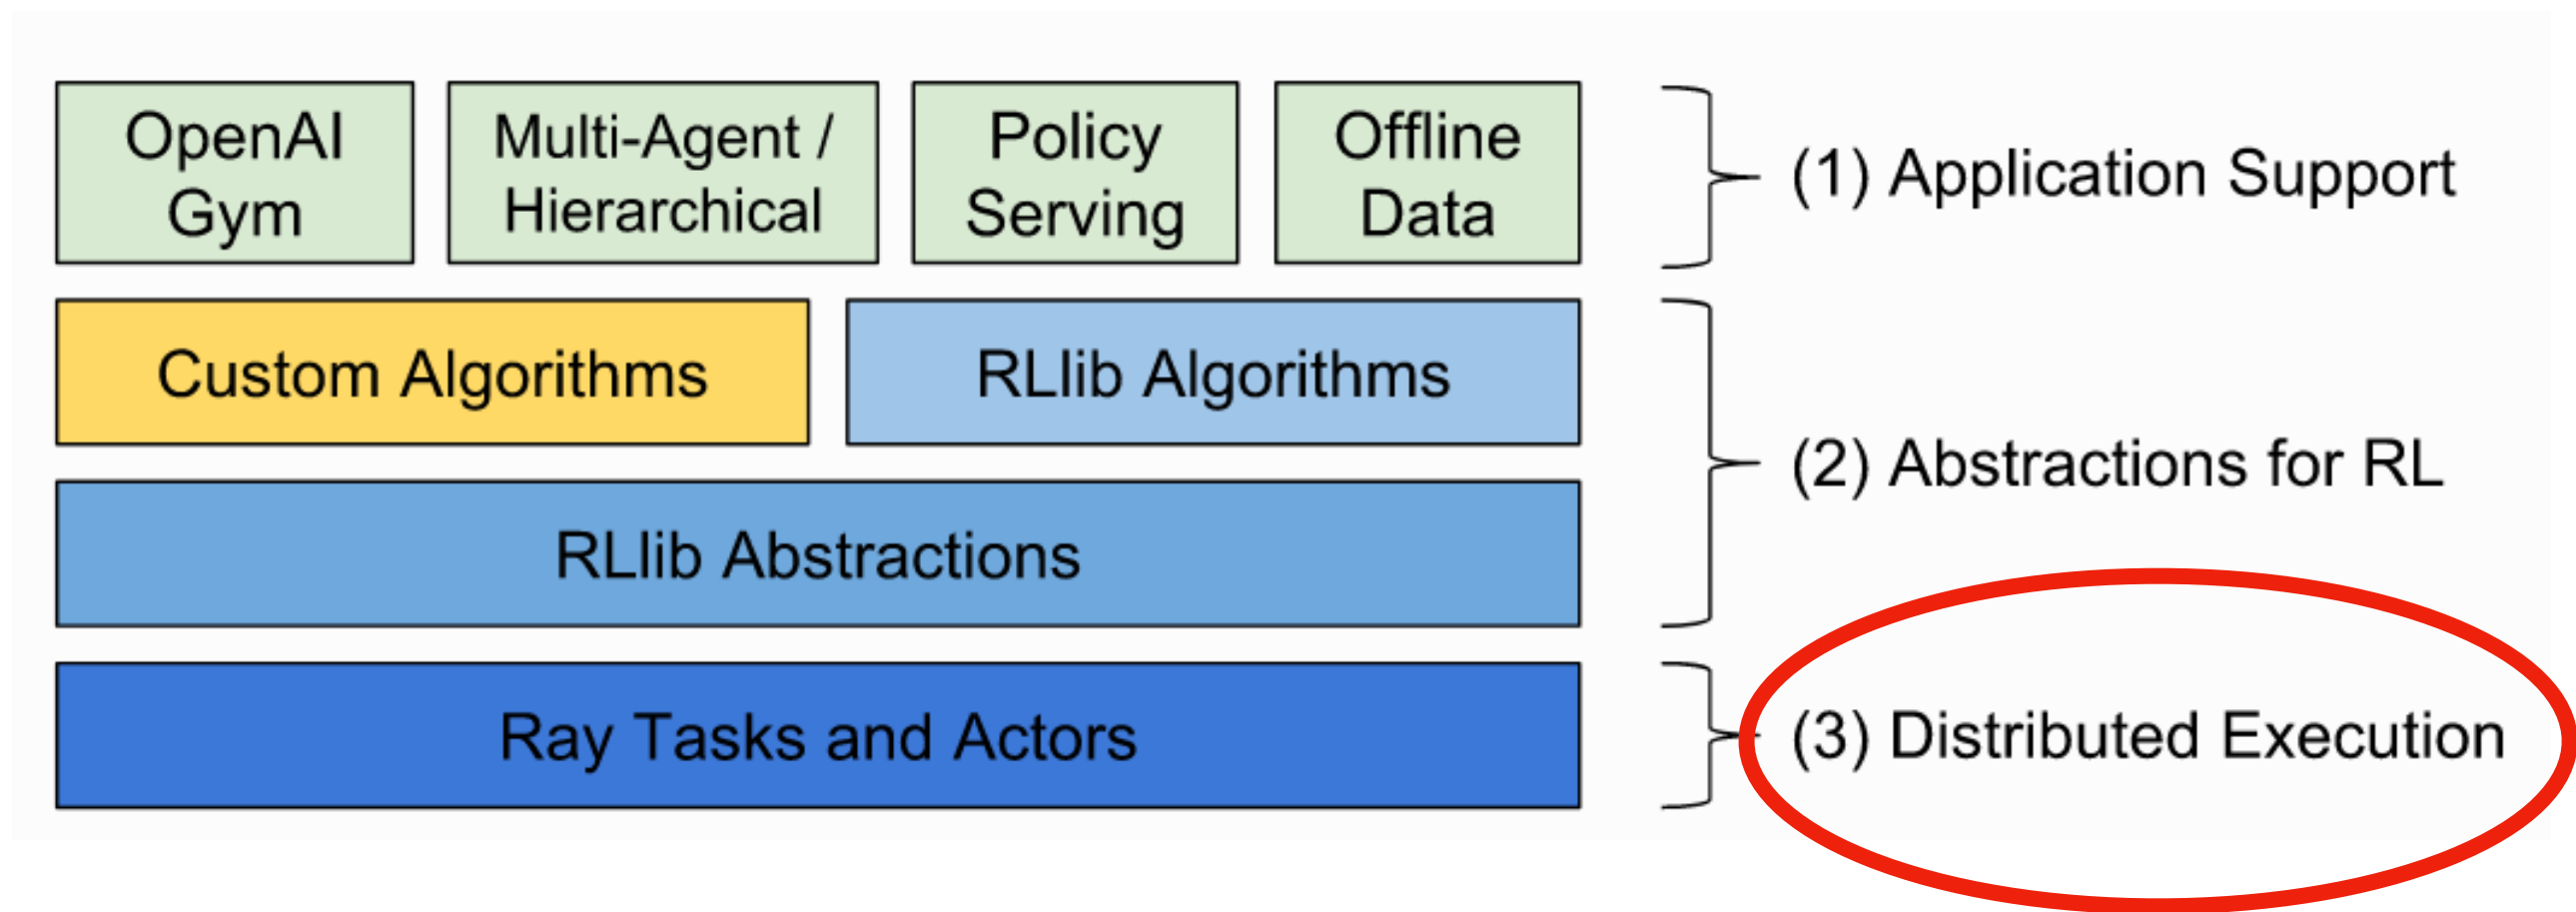 OpenAI
Gym
Multi-Agent /
Hierarchical
Policy
Serving
Offline
Data
(1) Application Support
Custom Algorithms
RLlib Algorithms
(2) Abstractions for RL
RLlib Abstractions
Ray Tasks and Actors
(3) Distributed Execution